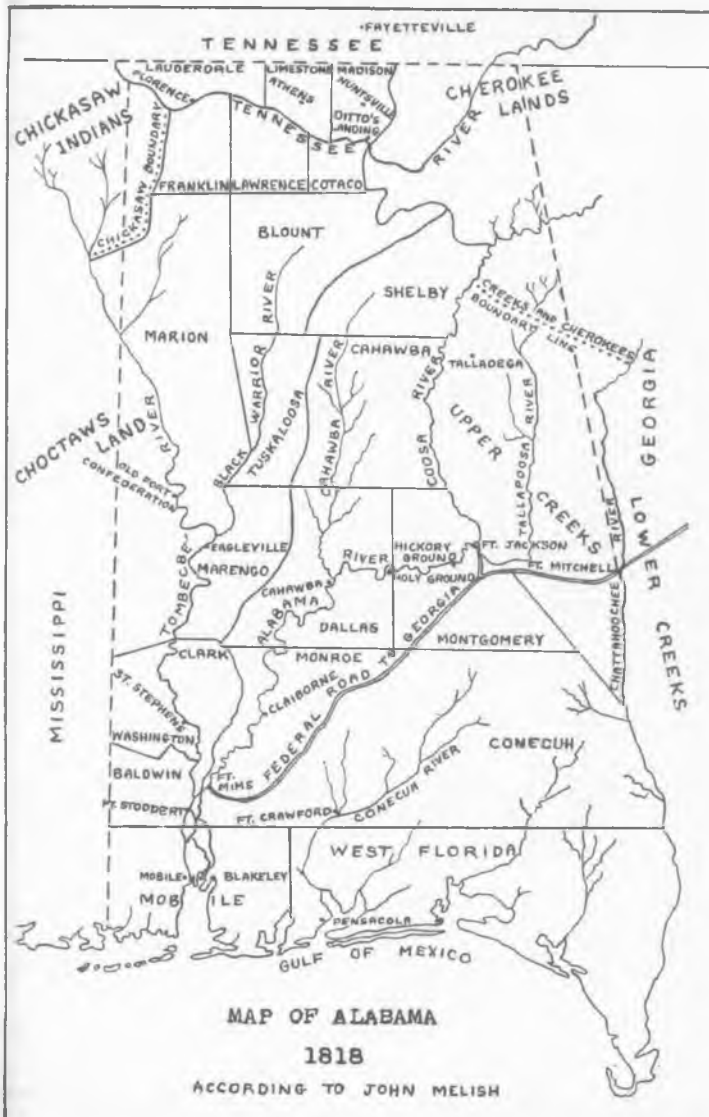 FAYETTEVILLE
TENNESSEE
LAUDERDALE
LIMESTONE
MADISON
FLORENCE
ATHENS
HUNTSVILLE
DITTO'S
LANDING
TENNESSEE
RIVER
CHEROKEE
LANDS
CHICKASAW
INDIANS
CHICKASAW BOUNDARY
FRANKLIN
LAWRENCE
COTACO
BLOUNT
SHELBY
MARION
BLACK WARRIOR RIVER
TUSKALOOSA
CAHAWBA
CAHAWBA RIVER
COOSA RIVER
TALLADEGA
CREEKS AND CHEROKEES
BOUNDARY LINE
UPPER
CREEKS
TALLAPOOSA RIVER
GEORGIA
LOWER CREEKS
CHOCTAWS
LAND
OLD FORT
CONFEDERATION
TOMBECBE RIVER
EAGLEVILLE
MARENGO
HICKORY
GROUND
FT. JACKSON
FT. MITCHELL
HOLY GROUND
CAHAWBA
ALABAMA RIVER
DALLAS
MONTGOMERY
CHATTAHOOCHEE RIVER
MISSISSIPPI
CLARK
MONROE
CLAIBORNE
FEDERAL ROAD TO GEORGIA
ST. STEPHENS
WASHINGTON
BALDWIN
FT.
MIMS
FT. STODDERT
FT. CRAWFORD
CONECUA RIVER
CONECUH
WEST FLORIDA
MOBILE
BLAKELEY
MOBILE
PENSACOLA
GULF OF MEXICO
MAP OF ALABAMA
1818
ACCORDING TO JOHN MELISH